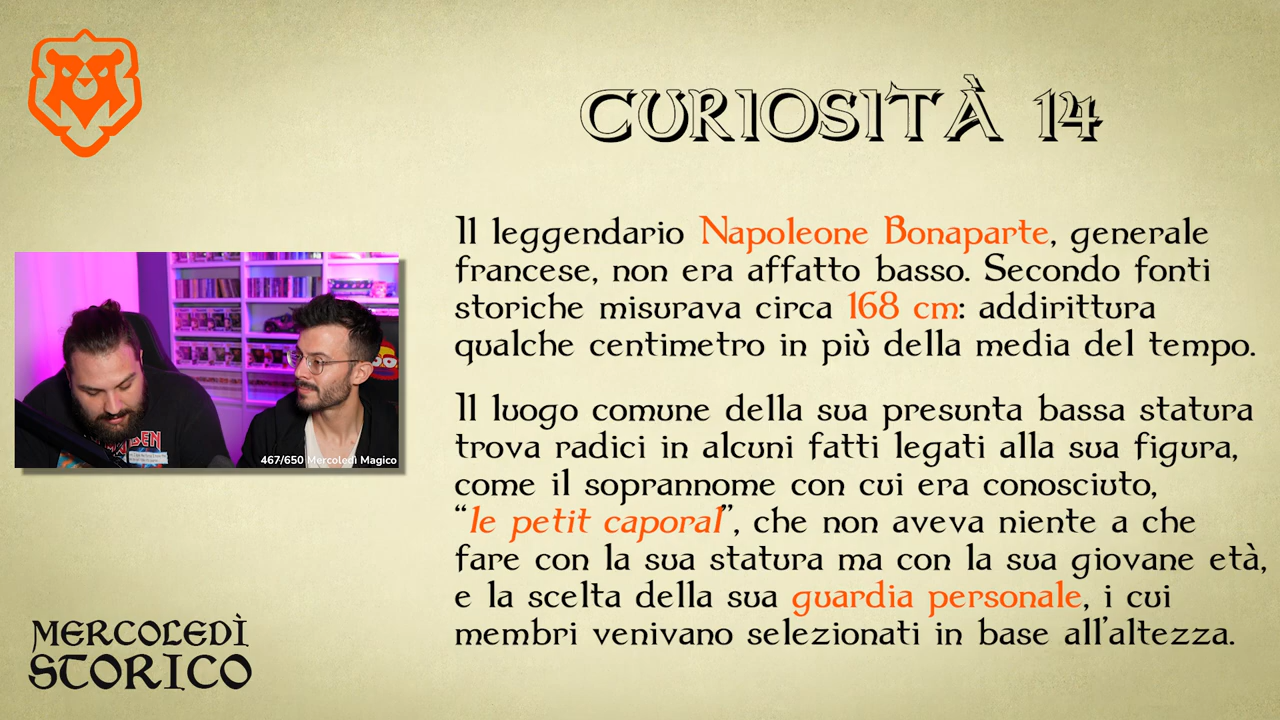 CURIOSITÀ 14
Il leggendario Napoleone Bonaparte, generale
francese, non era affatto basso. Secondo fonti
storiche misurava circa 168 cm: addirittura
qualche centimetro in più della media del tempo.
Il luogo comune della sua presunta bassa statura
trova radici in alcuni fatti legati alla sua figura,
come il soprannome con cui era conosciuto,
“le petit caporal”, che non aveva niente a che
fare con la sua statura ma con la sua giovane età,
e la scelta della sua guardia personale, i cui
membri venivano selezionati in base all’altezza.
467/650 Mercoledì Magico
MERCOLEDÌ
STORICO